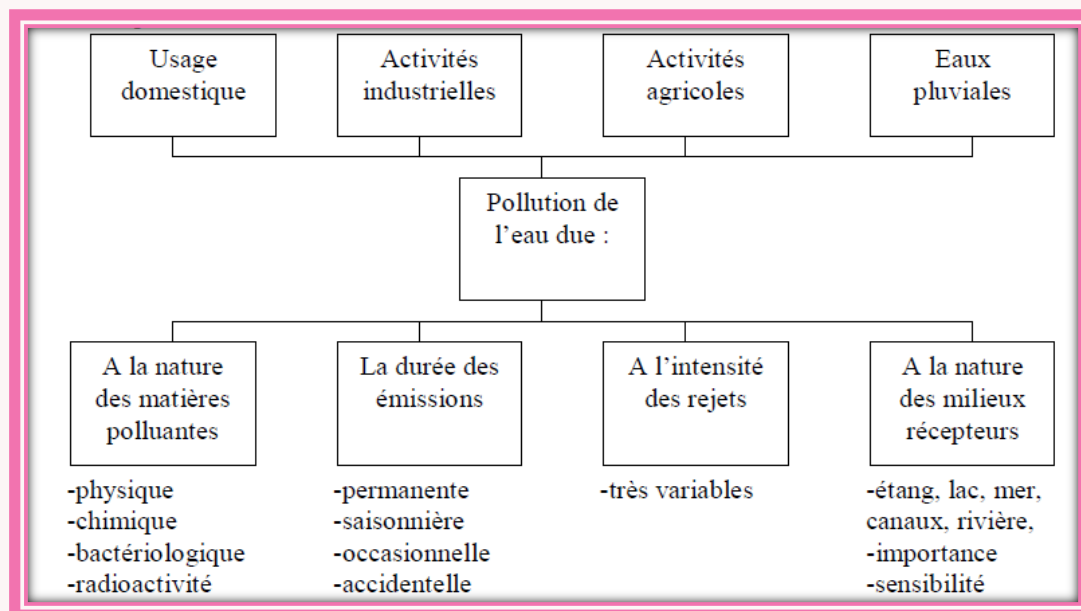 Usage
domestique
Activités
industrielles
Activités
agricoles
Eaux
pluviales
Pollution de
l'eau due :
A la nature
des matières
polluantes
La durée des
émissions
A l'intensité
des rejets
A la nature
des milieux
récepteurs
-physique
-chimique
-bactériologique
-radioactivité
-permanente
-saisonnière
-occasionnelle
-accidentelle
-très variables
-étang, lac, mer,
canaux, rivière,
-importance
-sensibilité